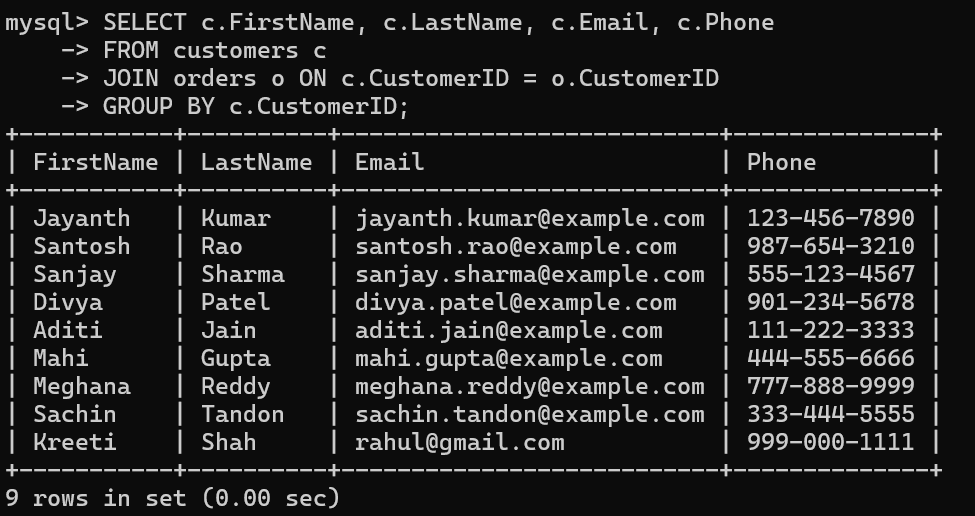 mysql> SELECT c.FirstName, c.LastName, c.Email, c.Phone
    -> FROM customers c
    -> JOIN orders o ON c.CustomerID = o.CustomerID
    -> GROUP BY c.CustomerID;
+-----------+----------+---------------------------+--------------+
| FirstName | LastName | Email                     | Phone        |
+-----------+----------+---------------------------+--------------+
| Jayanth   | Kumar    | jayanth.kumar@example.com | 123-456-7890 |
| Santosh   | Rao      | santosh.rao@example.com   | 987-654-3210 |
| Sanjay    | Sharma   | sanjay.sharma@example.com | 555-123-4567 |
| Divya     | Patel    | divya.patel@example.com   | 901-234-5678 |
| Aditi     | Jain     | aditi.jain@example.com    | 111-222-3333 |
| Mahi      | Gupta    | mahi.gupta@example.com    | 444-555-6666 |
| Meghana   | Reddy    | meghana.reddy@example.com | 777-888-9999 |
| Sachin    | Tandon   | sachin.tandon@example.com | 333-444-5555 |
| Kreeti    | Shah     | rahul@gmail.com           | 999-000-1111 |
+-----------+----------+---------------------------+--------------+
9 rows in set (0.00 sec)